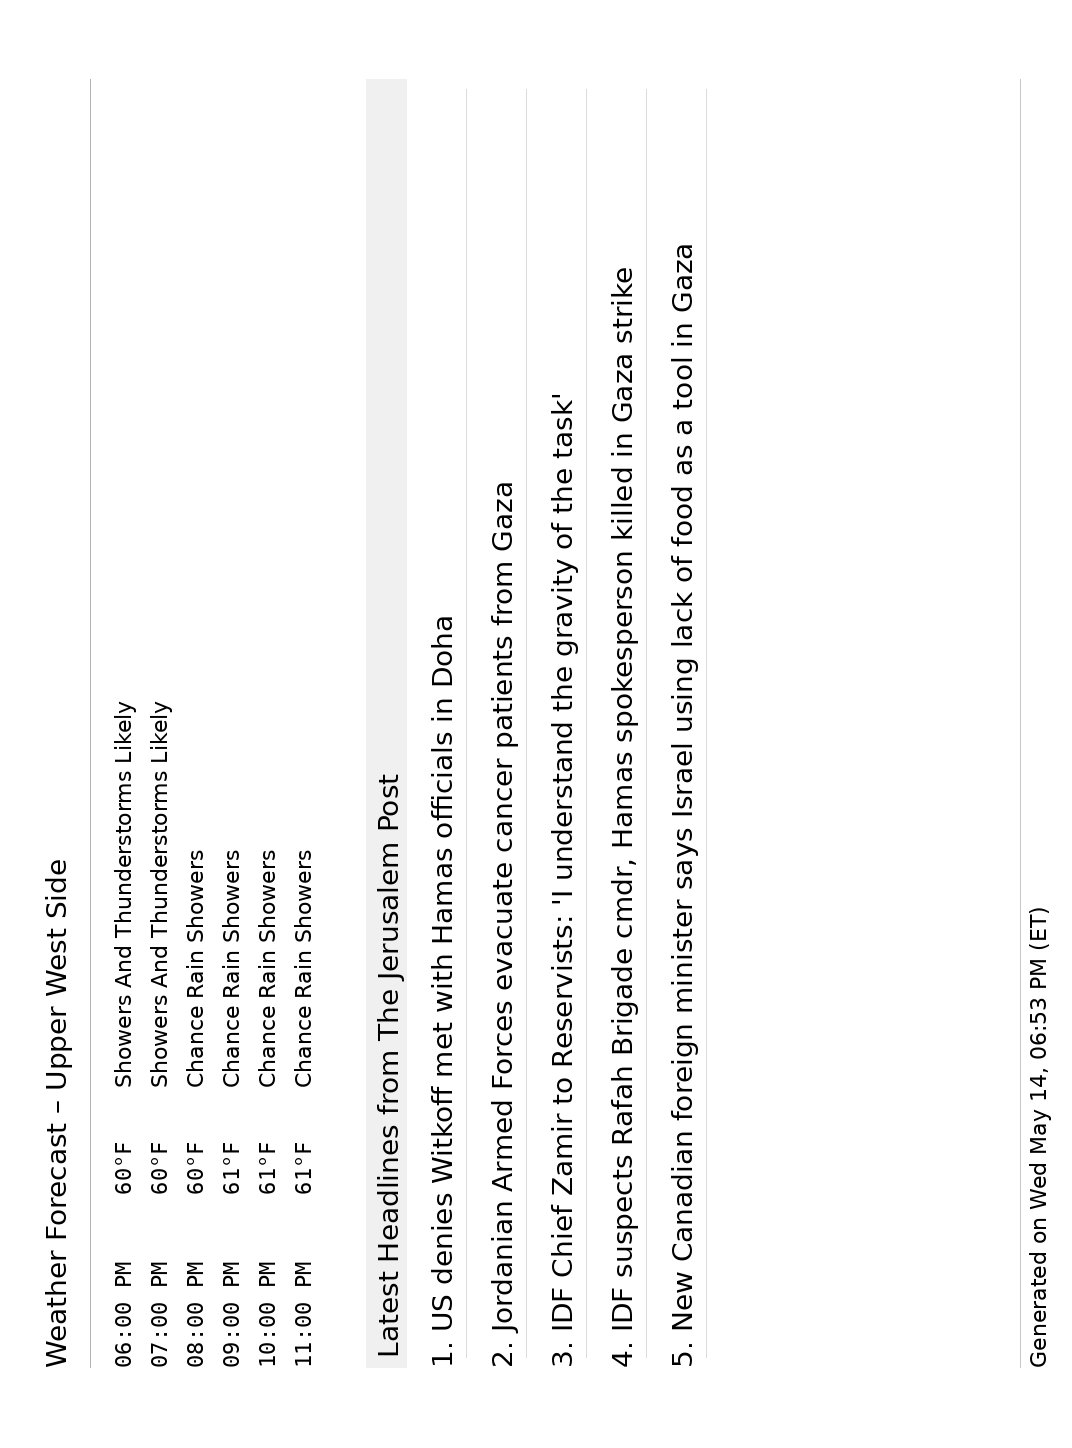 Weather Forecast – Upper West Side
06:00 PM 60°F Showers And Thunderstorms Likely
07:00 PM 60°F Showers And Thunderstorms Likely
08:00 PM 60°F Chance Rain Showers
09:00 PM 61°F Chance Rain Showers
10:00 PM 61°F Chance Rain Showers
11:00 PM 61°F Chance Rain Showers
Latest Headlines from The Jerusalem Post
1. US denies Witkoff met with Hamas officials in Doha
2. Jordanian Armed Forces evacuate cancer patients from Gaza
3. IDF Chief Zamir to Reservists: 'I understand the gravity of the task'
4. IDF suspects Rafah Brigade cmdr, Hamas spokesperson killed in Gaza strike
5. New Canadian foreign minister says Israel using lack of food as a tool in Gaza
Generated on Wed May 14, 06:53 PM (ET)